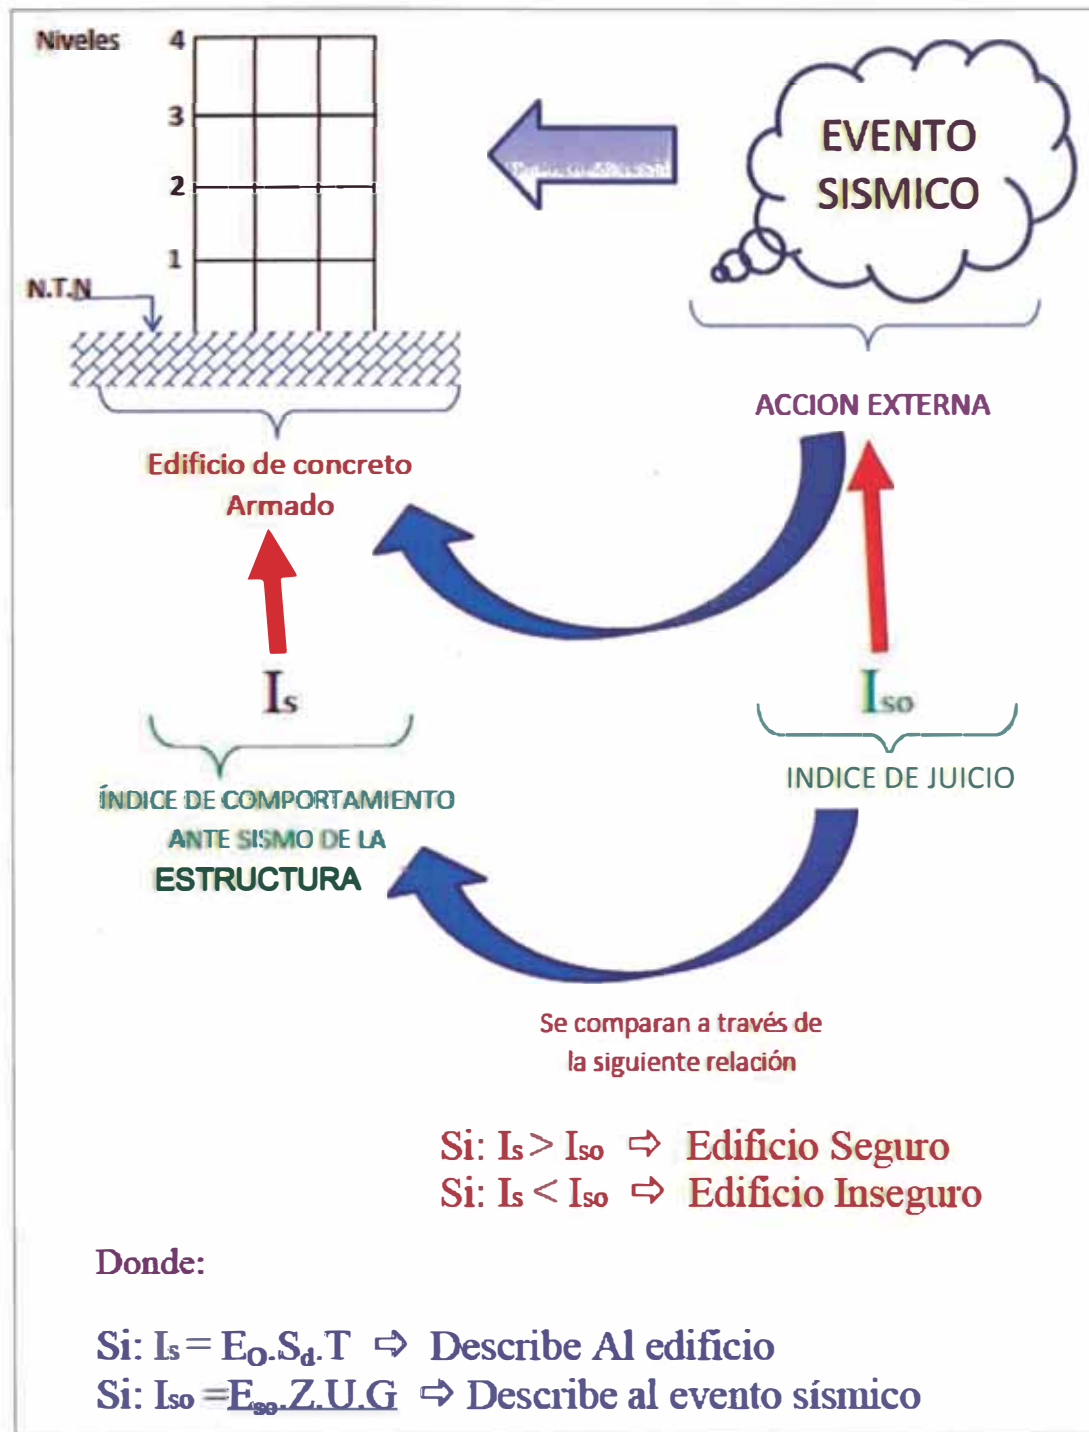 Niveles 4
3
2
1
N.T.N
EVENTO
SISMICO
ACCION EXTERNA
Edificio de concreto
Armado
Is
Iso
ÍNDICE DE COMPORTAMIENTO
ANTE SISMO DE LA
ESTRUCTURA
INDICE DE JUICIO
Se comparan a través de
la siguiente relación
Si: Is > Iso ⇨ Edificio Seguro
Si: Is < Iso ⇨ Edificio Inseguro
Donde:
Si: Is = EO.Sd.T ⇨ Describe Al edificio
Si: Iso =Eso.Z.U.G ⇨ Describe al evento sísmico